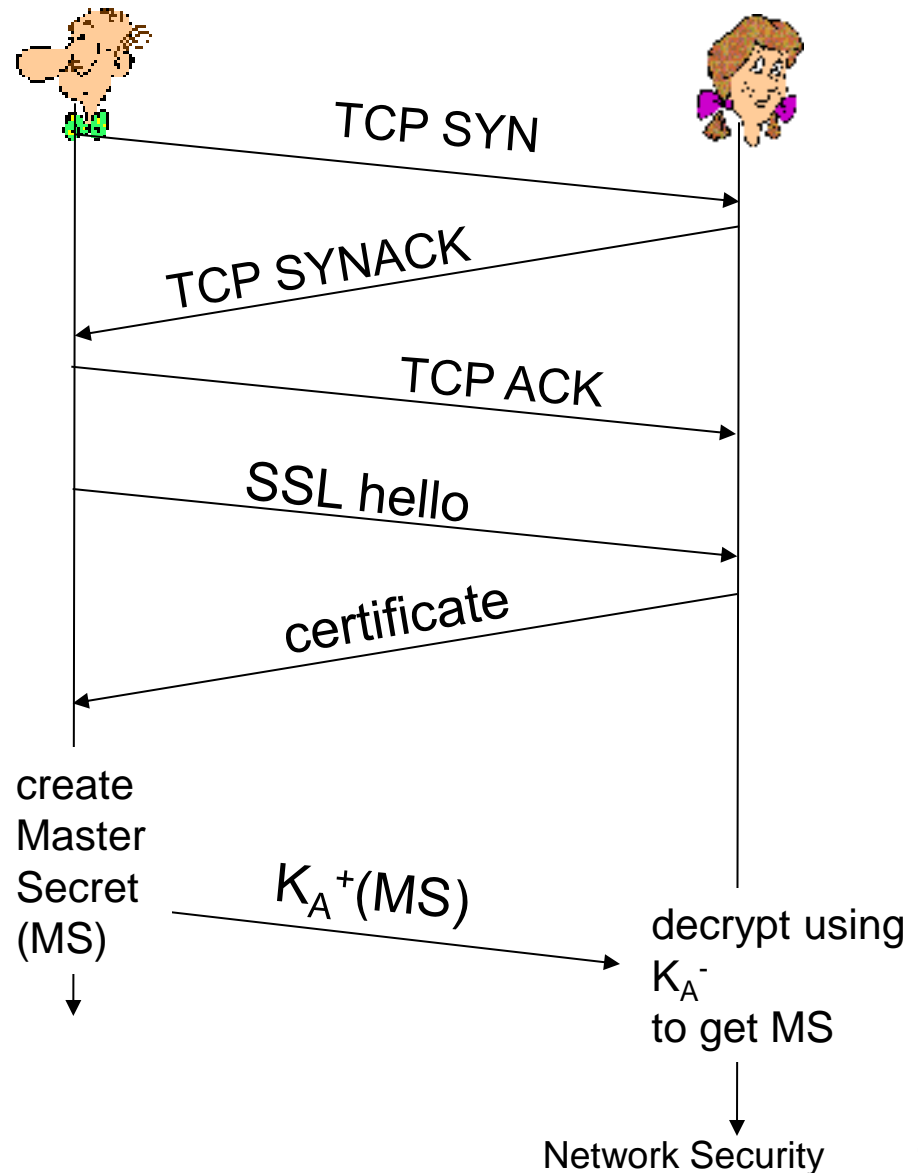 TCP SYN
TCP SYNACK
TCP ACK
SSL hello
certificate
create
Master
Secret
(MS)
K_A⁺(MS)
decrypt using
K_A⁻
to get MS
Network Security